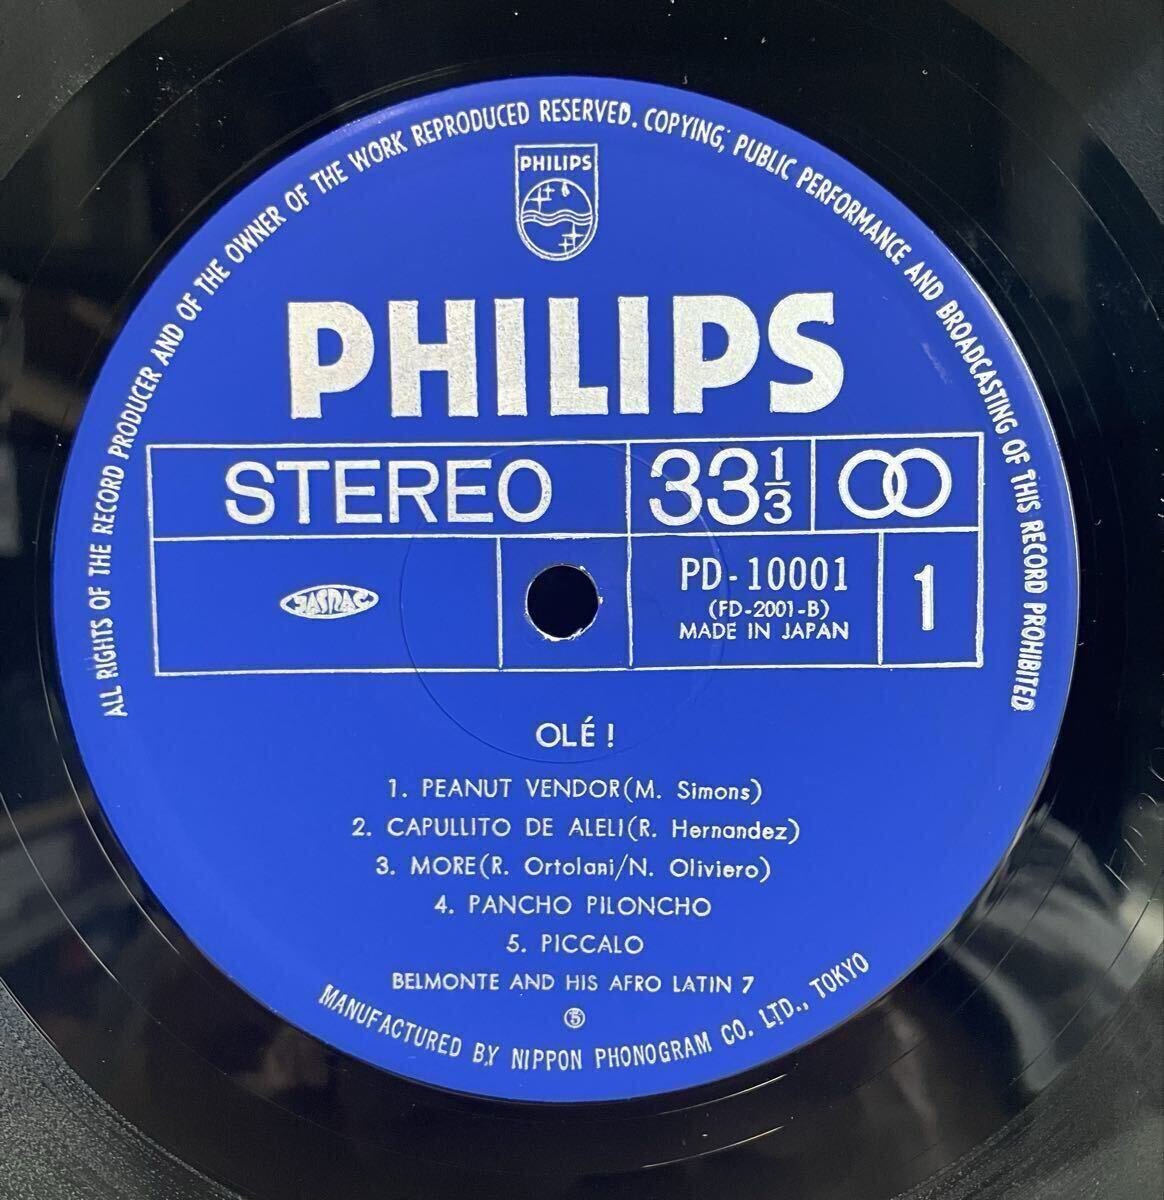 ALL RIGHTS OF THE RECORD PRODUCER AND OF THE OWNER OF THE WORK REPRODUCED RESERVED. COPYING, PUBLIC PERFORMANCE AND BROADCASTING OF THIS RECORD PROHIBITED
PHILIPS
PHILIPS
STEREO 33 1/3
JASRAC
PD-10001
(FD-2001-B)
MADE IN JAPAN
1
OLÉ !
1. PEANUT VENDOR(M. Simons)
2. CAPULLITO DE ALELI(R. Hernandez)
3. MORE(R. Ortolani/N. Oliviero)
4. PANCHO PILONCHO
5. PICCALO
BELMONTE AND HIS AFRO LATIN 7
MANUFACTURED BY NIPPON PHONOGRAM CO. LTD., TOKYO